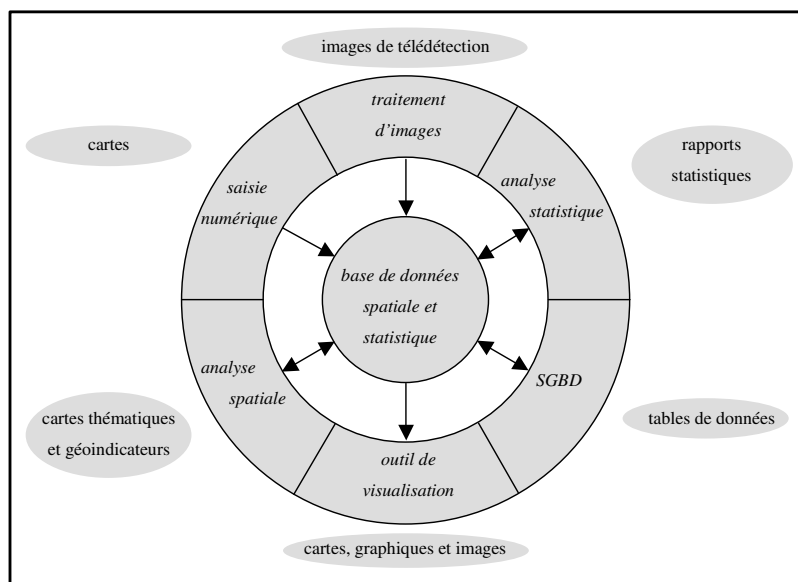 images de télédétection
traitement
d’images
cartes
rapports
statistiques
saisie
numérique
analyse
statistique
base de données
spatiale et
statistique
analyse
spatiale
SGBD
cartes thématiques
et géoindicateurs
tables de données
outil de
visualisation
cartes, graphiques et images